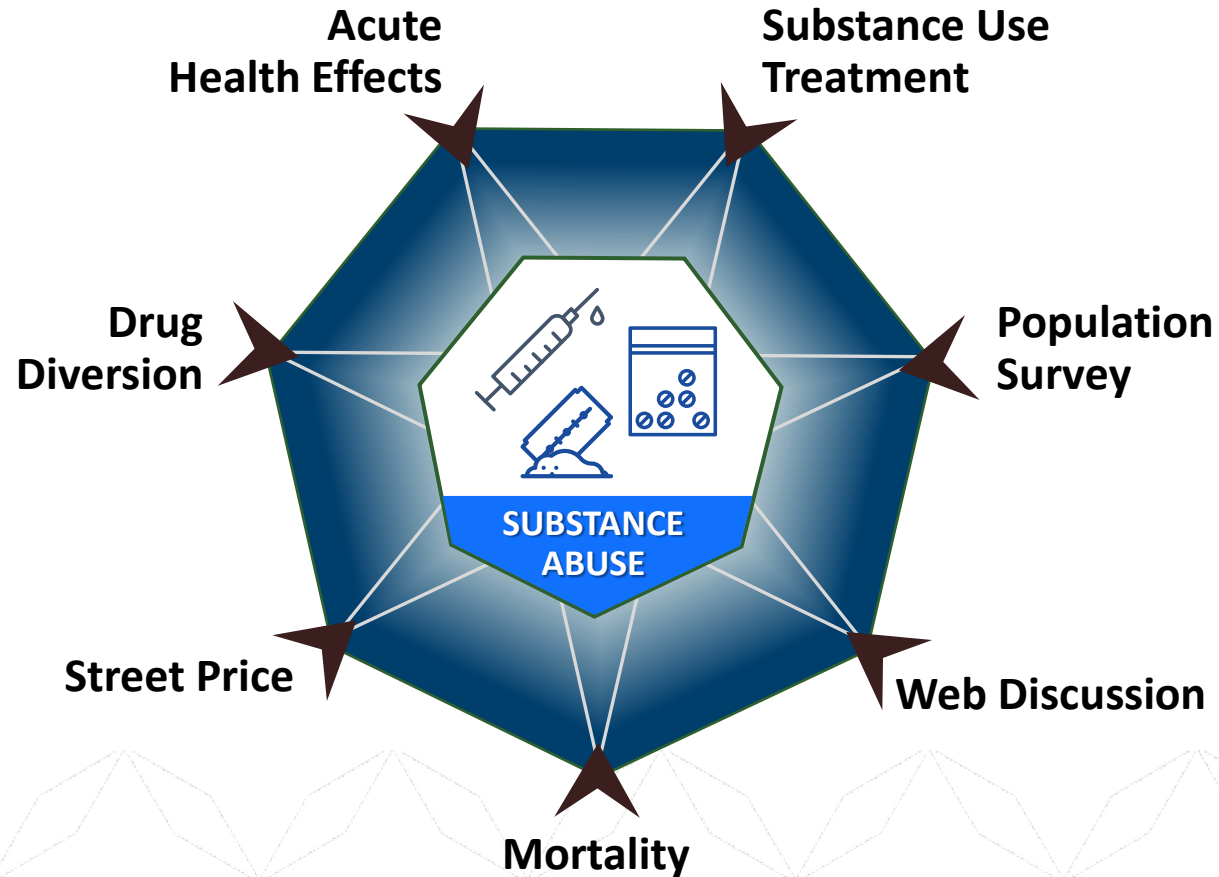 Acute
Health Effects
Substance Use
Treatment
Drug
Diversion
Population
Survey
SUBSTANCE
ABUSE
Street Price
Web Discussion
Mortality